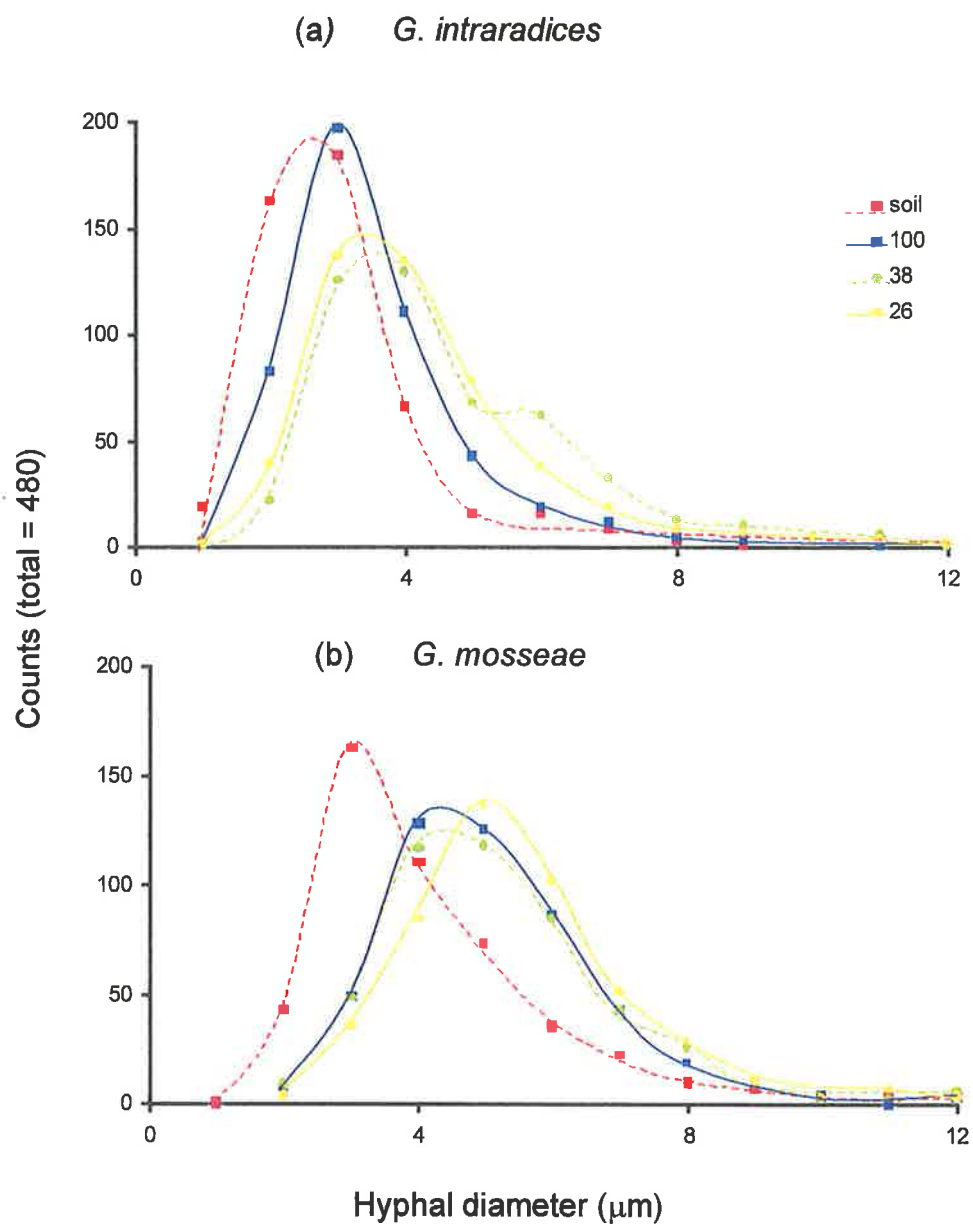 (a) G. intraradices
200
150
100
50
0
0 4 8 12
soil
100
38
26
Counts (total = 480)
(b) G. mosseae
200
150
100
50
0
0 4 8 12
Hyphal diameter (μm)